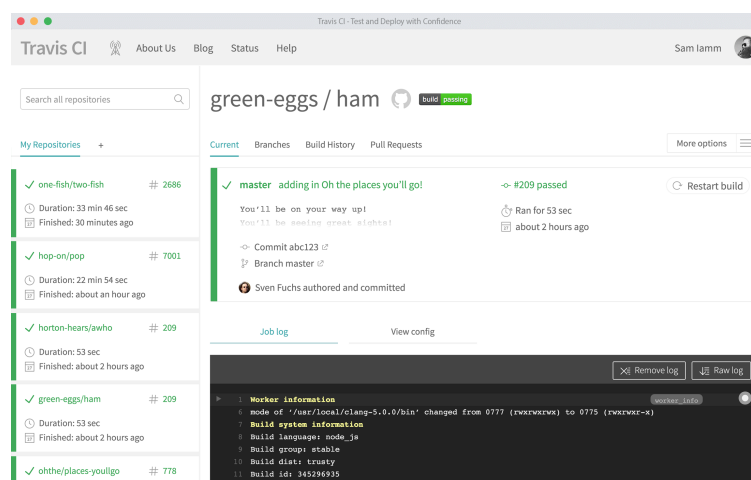 Travis CI - Test and Deploy with Confidence
Travis CI About Us Blog Status Help Sam Iamm
Search all repositories
green-eggs / ham build passing
My Repositories +
Current Branches Build History Pull Requests More options
one-fish/two-fish # 2686
Duration: 33 min 46 sec
Finished: 30 minutes ago
hop-on/pop # 7001
Duration: 22 min 54 sec
Finished: about an hour ago
horton-hears/awho # 209
Duration: 53 sec
Finished: about 2 hours ago
green-eggs/ham # 209
Duration: 53 sec
Finished: about 2 hours ago
ohthe/places-youligo # 778
master adding in Oh the places you'll go!
You'll be on your way up!
You'll be seeing great sights!
Commit abc123
Branch master
Sven Fuchs authored and committed
#209 passed
Ran for 53 sec
about 2 hours ago
Restart build
Job log View config
Remove log Raw log
1 Worker information worker_info
6 mode of '/usr/local/clang-5.0.0/bin' changed from 0777 (rwxrwxrwx) to 0775 (rwxrwxr-x)
7 Build system information
8 Build language: node_js
9 Build group: stable
10 Build dist: trusty
11 Build id: 345296935